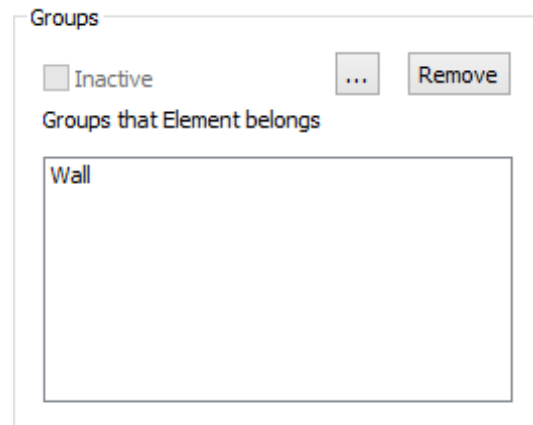 Groups
Inactive
... Remove
Groups that Element belongs
Wall